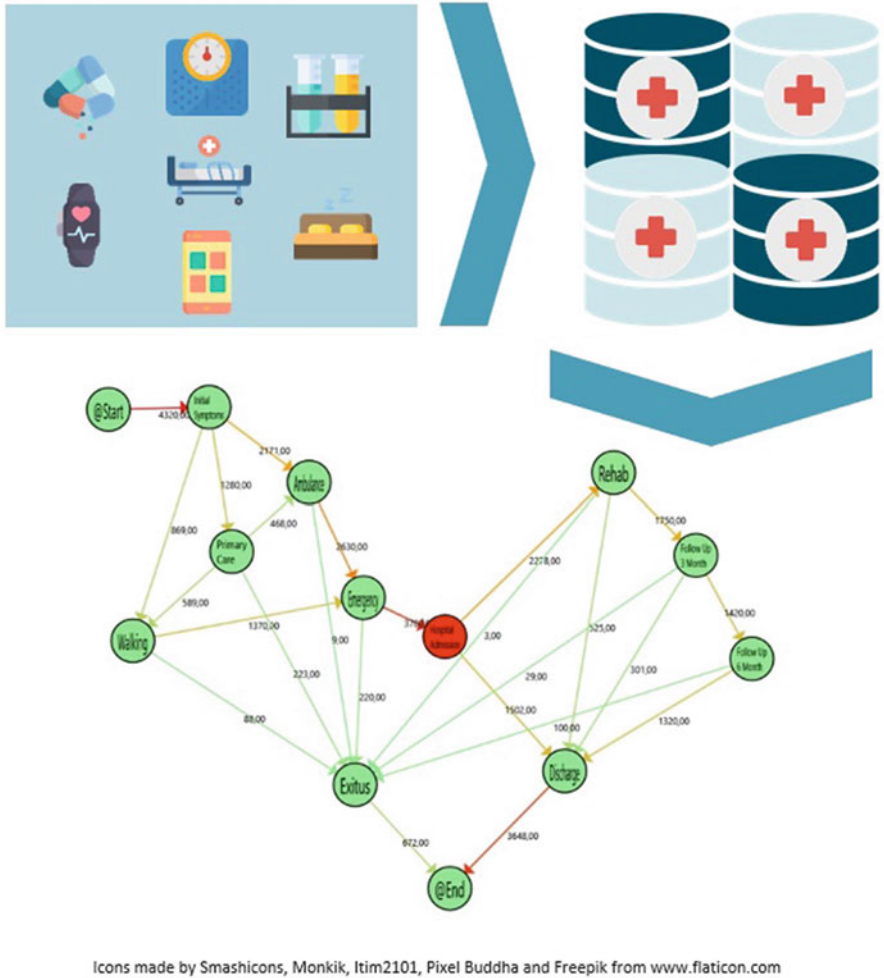 @Start
4320,00
Initial
Symptoms
2171,00
Ambulance
1280,00
468,00
869,00
Primary
Care
2630,00
589,00
Emergency
Walking
1370,00
9,00
Hospital
Admission
223,00
220,00
88,00
Rehab
1750,00
Follow Up
3 Month
2278,00
3,00
525,00
1420,00
Follow Up
6 Month
29,00
301,00
1502,00
100,00
1320,00
Exitus
Discharge
672,00
3648,00
@End
Icons made by Smashicons, Monkik, Itim2101, Pixel Buddha and Freepik from www.flaticon.com